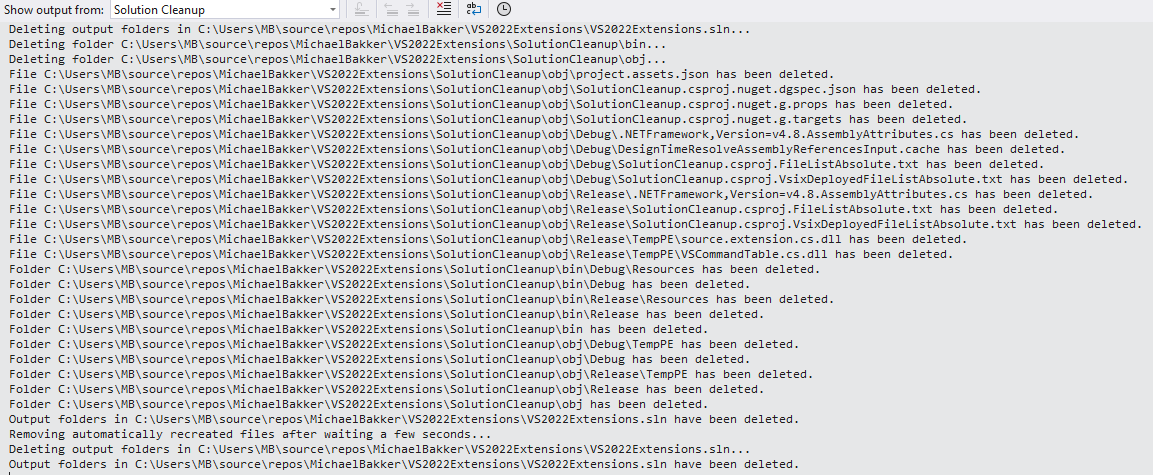 Show output from: Solution Cleanup
Deleting output folders in C:\Users\MB\source\repos\MichaelBakker\VS2022Extensions\VS2022Extensions.sln...
Deleting folder C:\Users\MB\source\repos\MichaelBakker\VS2022Extensions\SolutionCleanup\bin...
Deleting folder C:\Users\MB\source\repos\MichaelBakker\VS2022Extensions\SolutionCleanup\obj...
File C:\Users\MB\source\repos\MichaelBakker\VS2022Extensions\SolutionCleanup\obj\project.assets.json has been deleted.
File C:\Users\MB\source\repos\MichaelBakker\VS2022Extensions\SolutionCleanup\obj\SolutionCleanup.csproj.nuget.dgspec.json has been deleted.
File C:\Users\MB\source\repos\MichaelBakker\VS2022Extensions\SolutionCleanup\obj\SolutionCleanup.csproj.nuget.g.props has been deleted.
File C:\Users\MB\source\repos\MichaelBakker\VS2022Extensions\SolutionCleanup\obj\SolutionCleanup.csproj.nuget.g.targets has been deleted.
File C:\Users\MB\source\repos\MichaelBakker\VS2022Extensions\SolutionCleanup\obj\Debug\.NETFramework,Version=v4.8.AssemblyAttributes.cs has been deleted.
File C:\Users\MB\source\repos\MichaelBakker\VS2022Extensions\SolutionCleanup\obj\Debug\DesignTimeResolveAssemblyReferencesInput.cache has been deleted.
File C:\Users\MB\source\repos\MichaelBakker\VS2022Extensions\SolutionCleanup\obj\Debug\SolutionCleanup.csproj.FileListAbsolute.txt has been deleted.
File C:\Users\MB\source\repos\MichaelBakker\VS2022Extensions\SolutionCleanup\obj\Debug\SolutionCleanup.csproj.VsixDeployedFileListAbsolute.txt has been deleted.
File C:\Users\MB\source\repos\MichaelBakker\VS2022Extensions\SolutionCleanup\obj\Release\.NETFramework,Version=v4.8.AssemblyAttributes.cs has been deleted.
File C:\Users\MB\source\repos\MichaelBakker\VS2022Extensions\SolutionCleanup\obj\Release\SolutionCleanup.csproj.FileListAbsolute.txt has been deleted.
File C:\Users\MB\source\repos\MichaelBakker\VS2022Extensions\SolutionCleanup\obj\Release\SolutionCleanup.csproj.VsixDeployedFileListAbsolute.txt has been deleted.
File C:\Users\MB\source\repos\MichaelBakker\VS2022Extensions\SolutionCleanup\obj\Release\TempPE\source.extension.cs.dll has been deleted.
File C:\Users\MB\source\repos\MichaelBakker\VS2022Extensions\SolutionCleanup\obj\Release\TempPE\VSCommandTable.cs.dll has been deleted.
Folder C:\Users\MB\source\repos\MichaelBakker\VS2022Extensions\SolutionCleanup\bin\Debug\Resources has been deleted.
Folder C:\Users\MB\source\repos\MichaelBakker\VS2022Extensions\SolutionCleanup\bin\Debug has been deleted.
Folder C:\Users\MB\source\repos\MichaelBakker\VS2022Extensions\SolutionCleanup\bin\Release\Resources has been deleted.
Folder C:\Users\MB\source\repos\MichaelBakker\VS2022Extensions\SolutionCleanup\bin\Release has been deleted.
Folder C:\Users\MB\source\repos\MichaelBakker\VS2022Extensions\SolutionCleanup\bin has been deleted.
Folder C:\Users\MB\source\repos\MichaelBakker\VS2022Extensions\SolutionCleanup\obj\Debug\TempPE has been deleted.
Folder C:\Users\MB\source\repos\MichaelBakker\VS2022Extensions\SolutionCleanup\obj\Debug has been deleted.
Folder C:\Users\MB\source\repos\MichaelBakker\VS2022Extensions\SolutionCleanup\obj\Release\TempPE has been deleted.
Folder C:\Users\MB\source\repos\MichaelBakker\VS2022Extensions\SolutionCleanup\obj\Release has been deleted.
Folder C:\Users\MB\source\repos\MichaelBakker\VS2022Extensions\SolutionCleanup\obj has been deleted.
Output folders in C:\Users\MB\source\repos\MichaelBakker\VS2022Extensions\VS2022Extensions.sln have been deleted.
Removing automatically recreated files after waiting a few seconds...
Deleting output folders in C:\Users\MB\source\repos\MichaelBakker\VS2022Extensions\VS2022Extensions.sln...
Output folders in C:\Users\MB\source\repos\MichaelBakker\VS2022Extensions\VS2022Extensions.sln have been deleted.